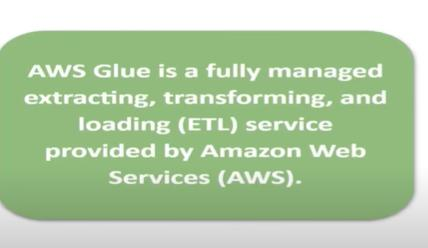 AWS Glue is a fully managed
extracting, transforming, and
loading (ETL) service
provided by Amazon Web
Services (AWS).